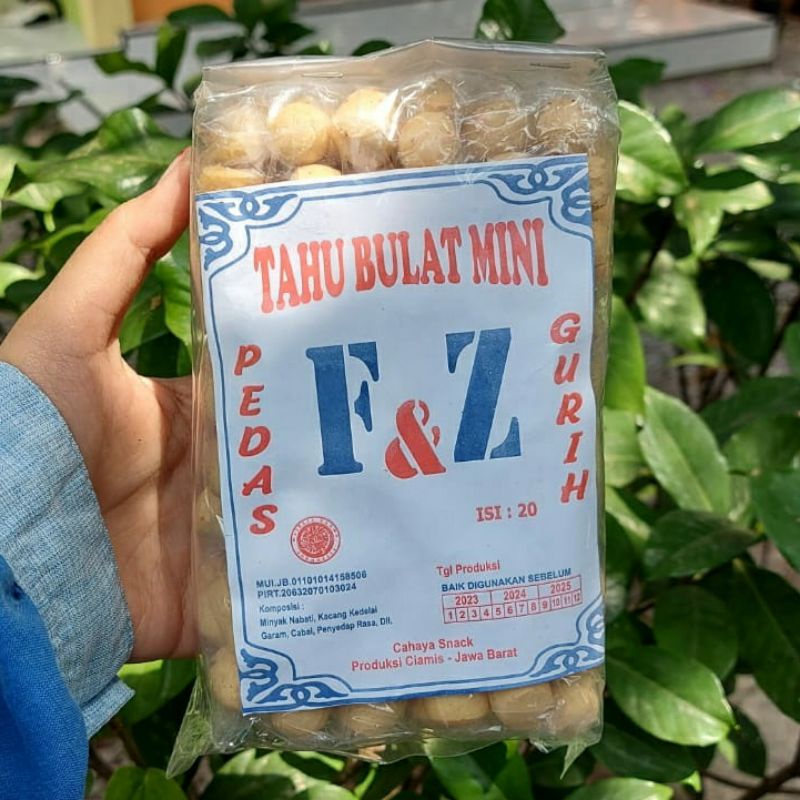 TAHU BULAT MINI
PEDAS
F&Z
GURIH
ISI : 20
MUI.JB.01101014158506
PIRT.20632070103024
Komposisi :
Minyak Nabati, Kacang Kedelai
Garam, Cabai, Penyedap Rasa, Dll.
Tgl Produksi
BAIK DIGUNAKAN SEBELUM
2023 2024 2025
1 2 3 4 5 6 7 8 9 10 11 12
Cahaya Snack
Produksi Ciamis - Jawa Barat